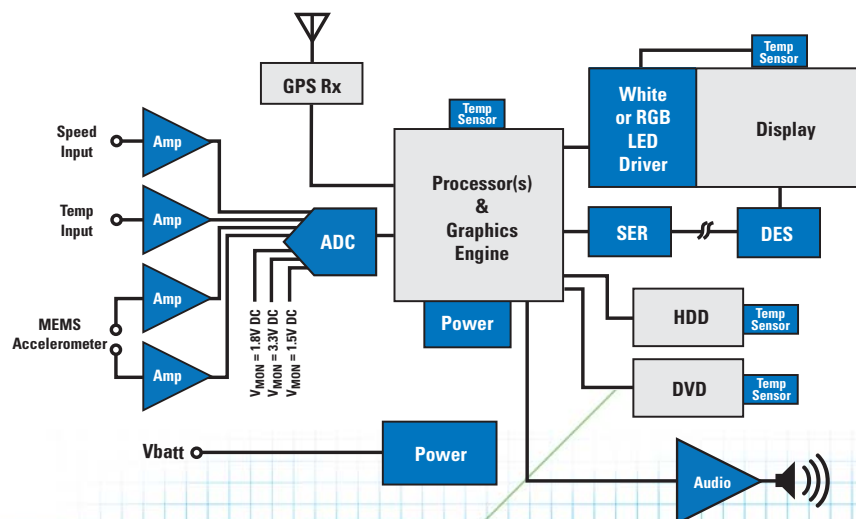 Temp
Sensor
GPS Rx
White
or RGB
LED
Driver
Display
Temp
Sensor
Speed
Input
Amp
Processor(s)
&
Graphics
Engine
Temp
Input
Amp
ADC
SER
DES
MEMS
Accelerometer
Amp
Amp
VMON = 1.8V DC
VMON = 3.3V DC
VMON = 1.5V DC
Power
HDD
Temp
Sensor
DVD
Temp
Sensor
Vbatt
Power
Audio